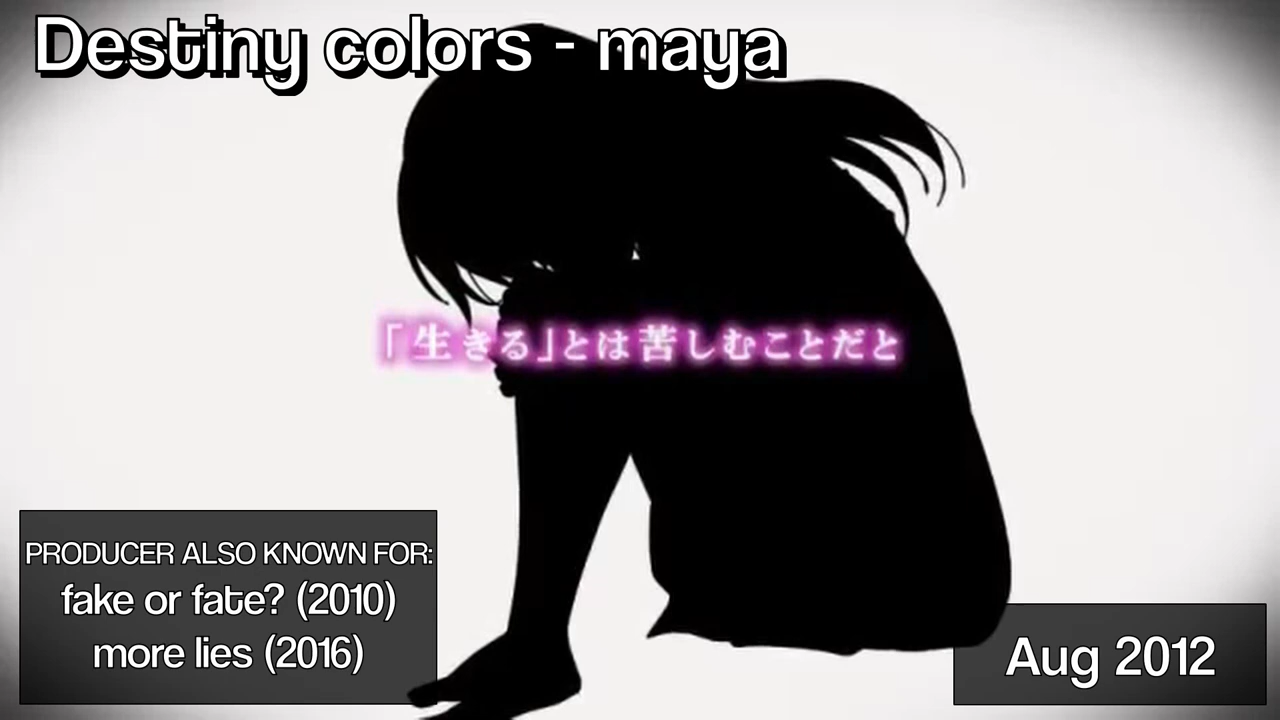 Destiny colors - maya
「生きる」とは苦しむことだと
PRODUCER ALSO KNOWN FOR:
fake or fate? (2010)
more lies (2016)
Aug 2012